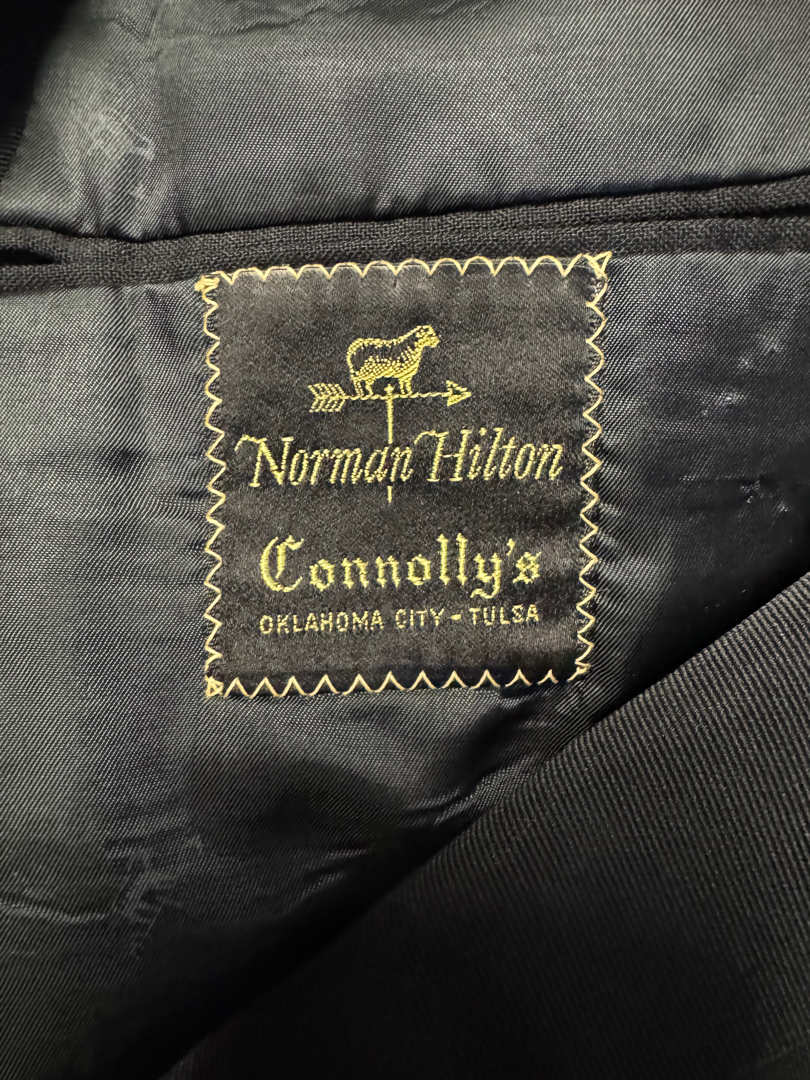 Norman Hilton
Connolly's
OKLAHOMA CITY - TULSA